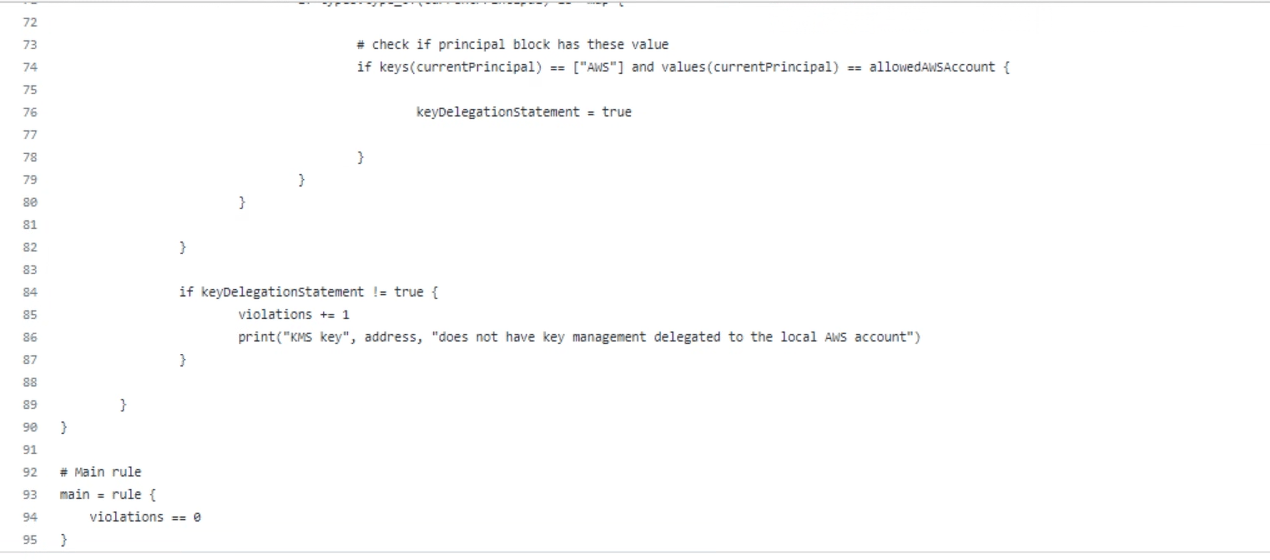 72
73 # check if principal block has these value
74 if keys(currentPrincipal) == ["AWS"] and values(currentPrincipal) == allowedAWSAccount {
75
76 keyDelegationStatement = true
77
78 }
79 }
80 }
81
82 }
83
84 if keyDelegationStatement != true {
85 violations += 1
86 print("KMS key", address, "does not have key management delegated to the local AWS account")
87 }
88
89 }
90 }
91
92 # Main rule
93 main = rule {
94 violations == 0
95 }